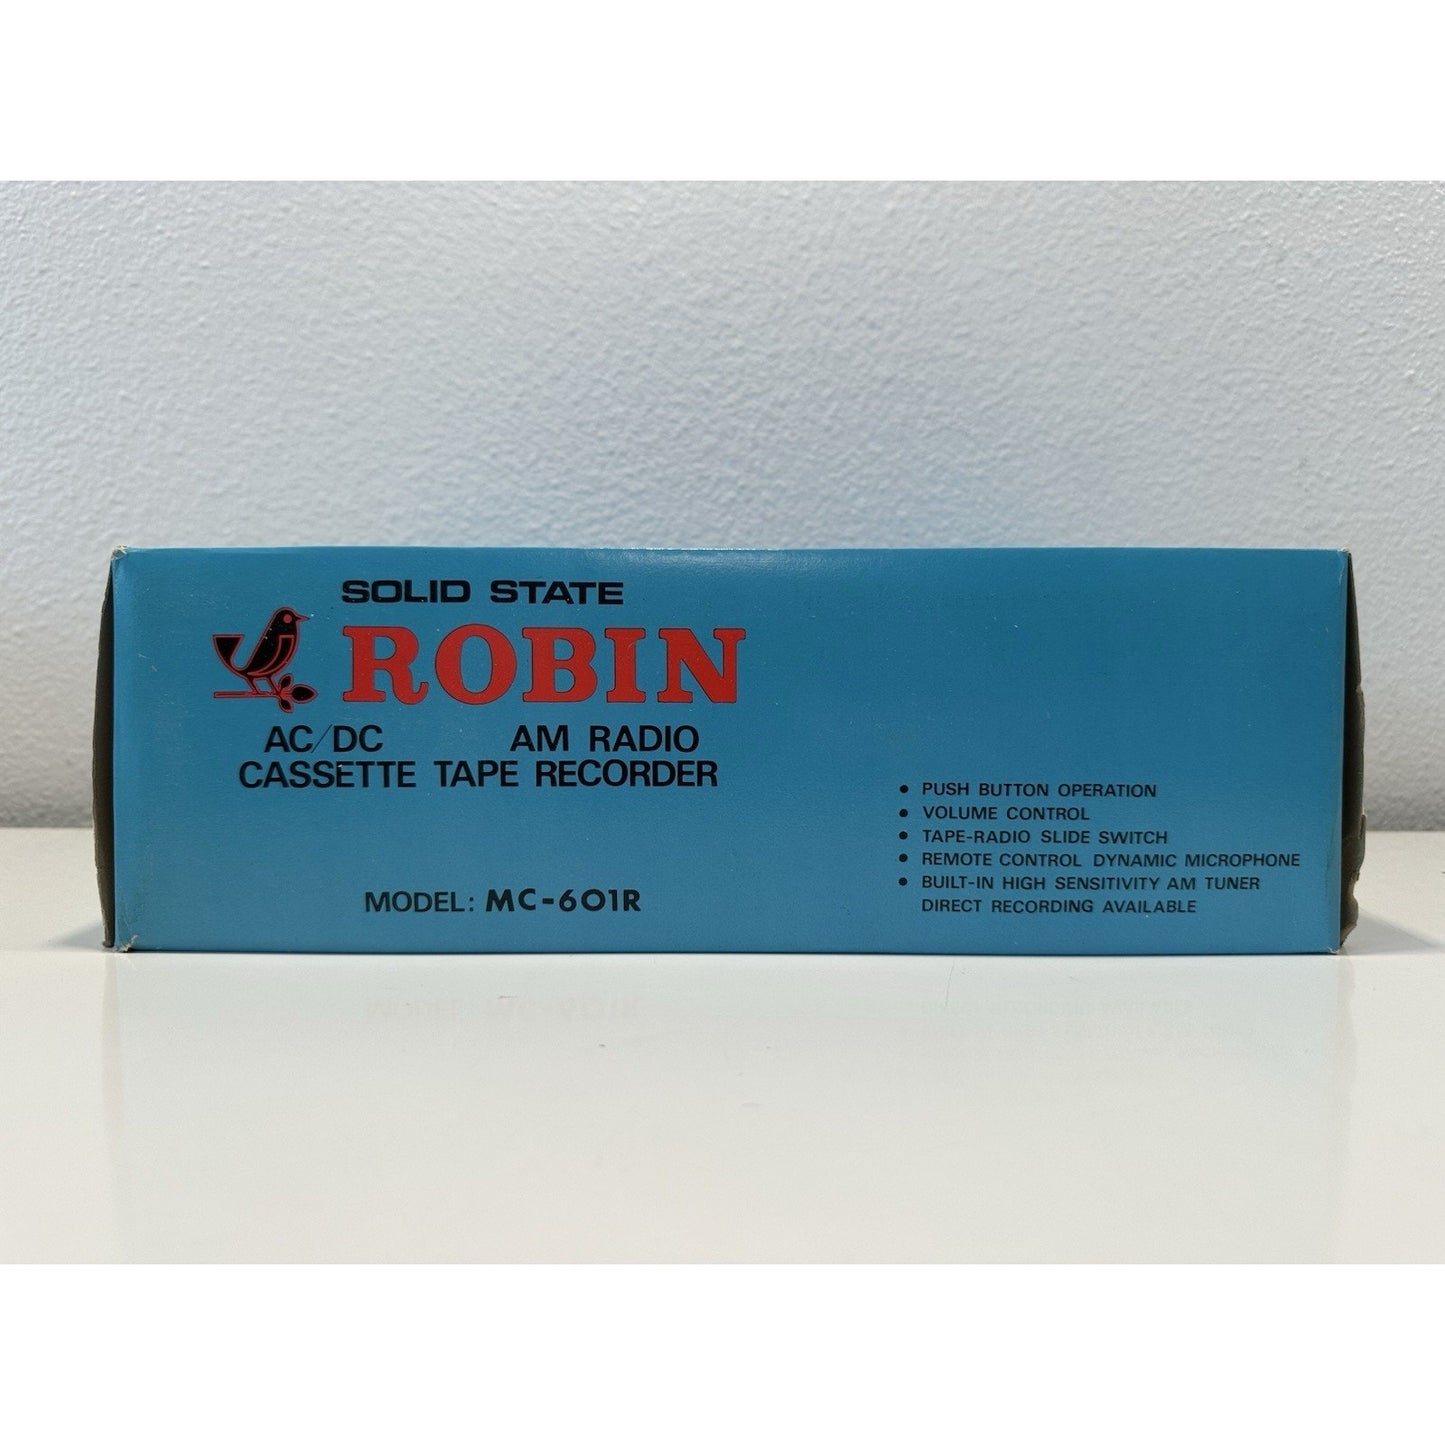 SOLID STATE
ROBIN
AC/DC AM RADIO
CASSETTE TAPE RECORDER
MODEL: MC-601R
• PUSH BUTTON OPERATION
• VOLUME CONTROL
• TAPE-RADIO SLIDE SWITCH
• REMOTE CONTROL DYNAMIC MICROPHONE
• BUILT-IN HIGH SENSITIVITY AM TUNER
DIRECT RECORDING AVAILABLE